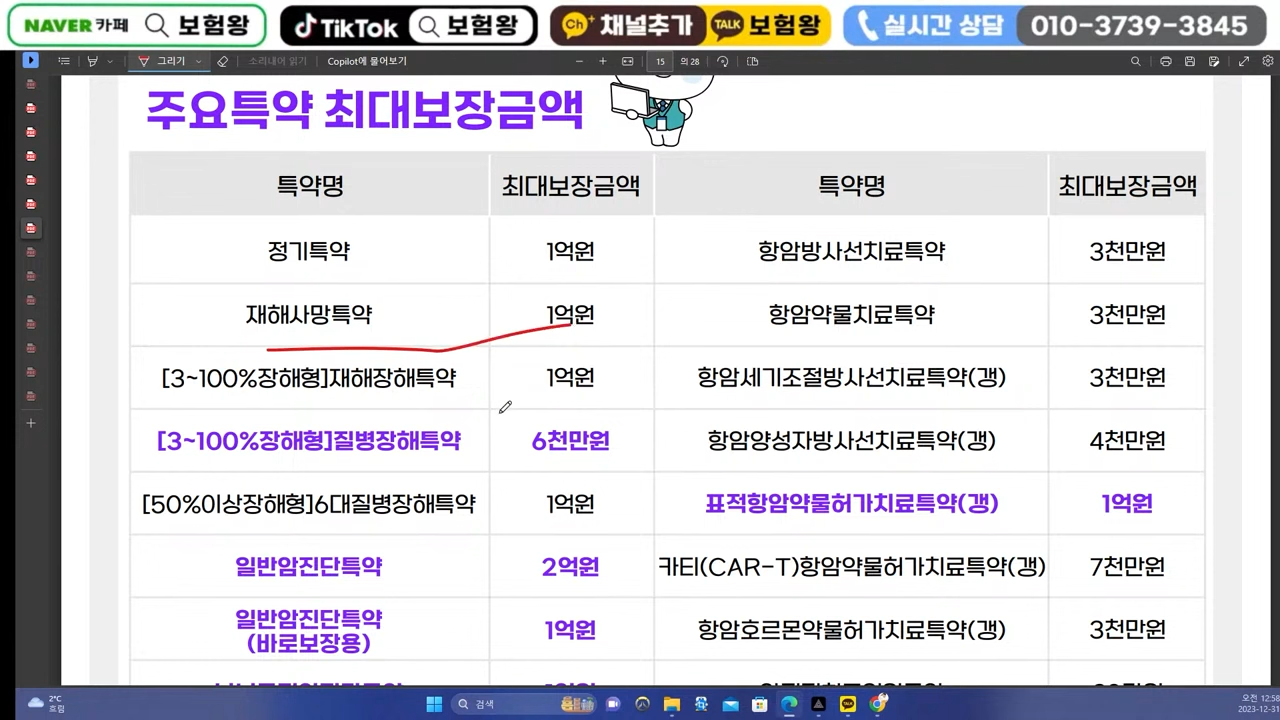 NAVER 카페 보험왕 TikTok 보험왕 Ch+ 채널추가 TALK 보험왕 실시간 상담 010-3739-3845
그리기 소리내어 읽기 Copilot에 물어보기 15 의 28
주요특약 최대보장금액
특약명 최대보장금액 특약명 최대보장금액
정기특약 1억원 항암방사선치료특약 3천만원
재해사망특약 1억원 항암약물치료특약 3천만원
[3~100%장해형]재해장해특약 1억원 항암세기조절방사선치료특약(갱) 3천만원
[3~100%장해형]질병장해특약 6천만원 항암양성자방사선치료특약(갱) 4천만원
[50%이상장해형]6대질병장해특약 1억원 표적항암약물허가치료특약(갱) 1억원
일반암진단특약 2억원 카티(CAR-T)항암약물허가치료특약(갱) 7천만원
일반암진단특약
(바로보장용) 1억원 항암호르몬약물허가치료특약(갱) 3천만원
2°C
흐림
검색
TALK
오전 12:58
2023-12-31